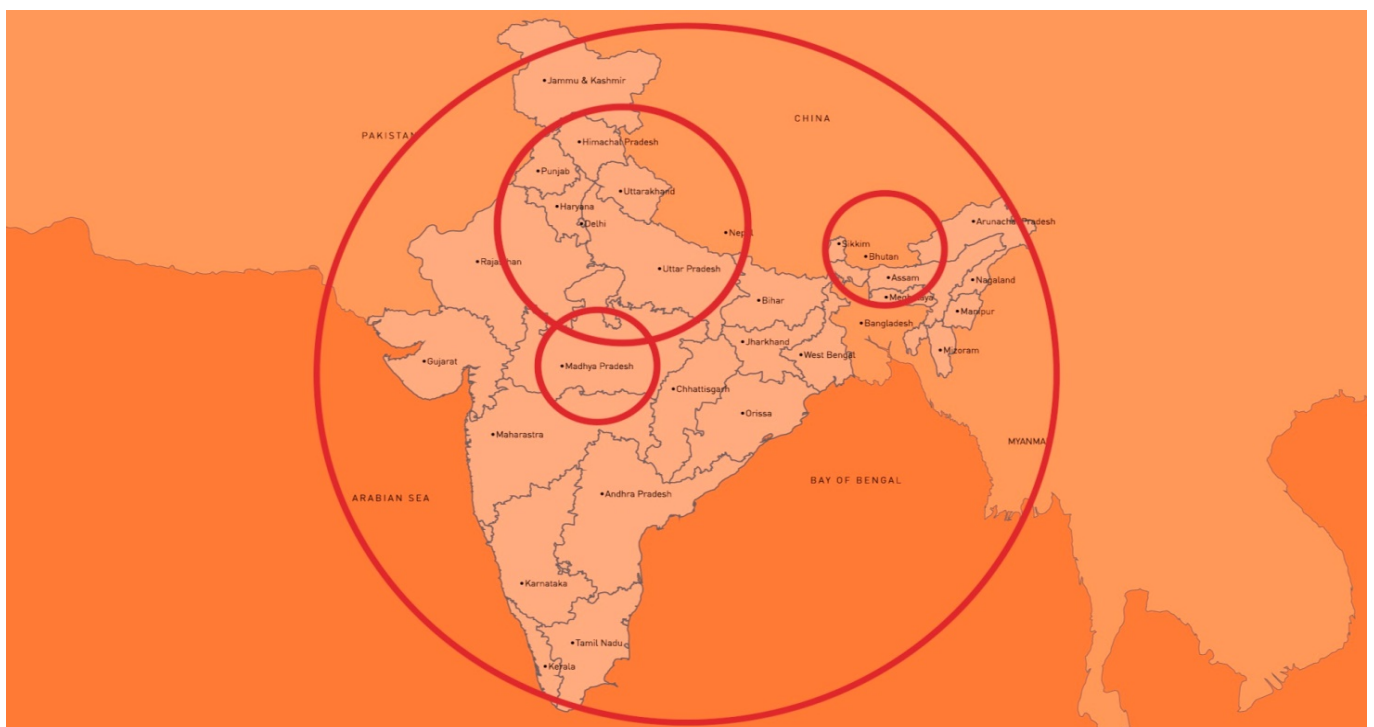 Jammu & Kashmir
CHINA
PAKISTAN
Himachal Pradesh
Punjab
Uttarakhand
Haryana
Arunachal Pradesh
Delhi
Nepal
Sikkim
Bhutan
Rajasthan
Uttar Pradesh
Assam
Nagaland
Meghalaya
Bihar
Manipur
Bangladesh
Jharkhand
Mizoram
West Bengal
Gujarat
Madhya Pradesh
Chhattisgarh
Orissa
Maharastra
MYANMA
BAY OF BENGAL
Andhra Pradesh
ARABIAN SEA
Karnataka
Tamil Nadu
Kerala